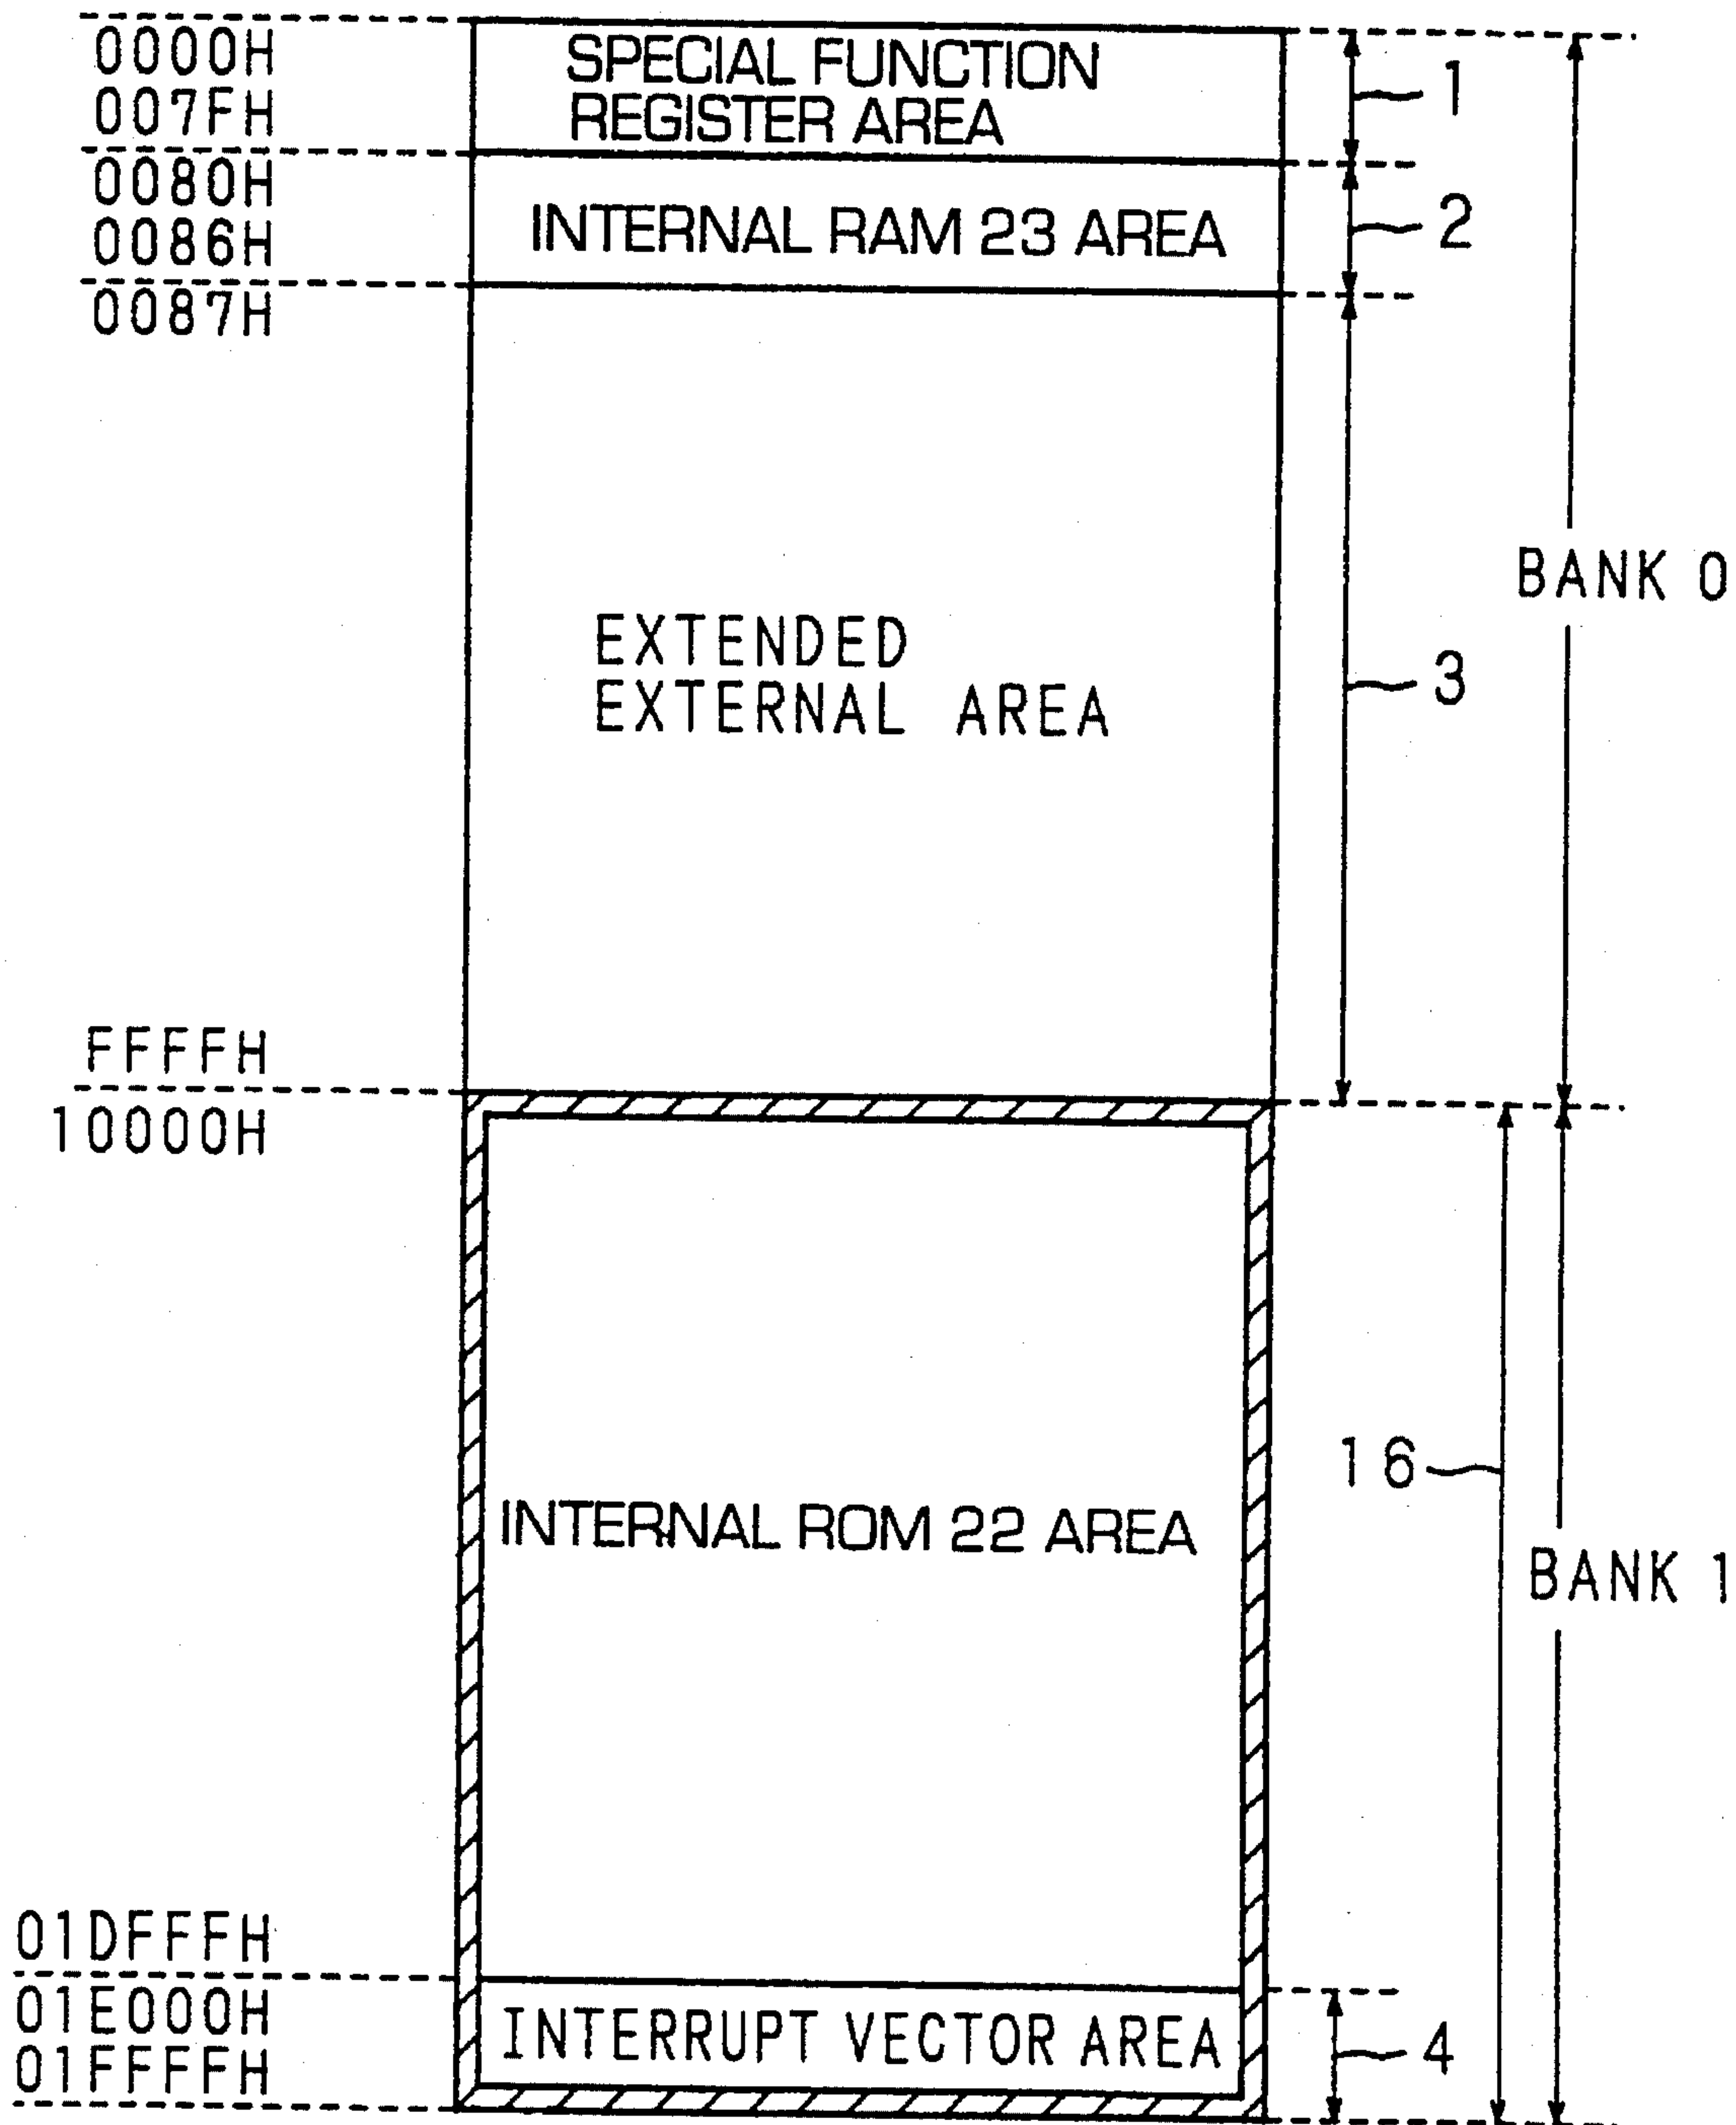 0000H
SPECIAL FUNCTION
007FH
REGISTER AREA
1
0080H
0086H
INTERNAL RAM 23 AREA
2
0087H
BANK 0
EXTENDED
EXTERNAL AREA
3
FFFFH
10000H
16
INTERNAL ROM 22 AREA
BANK 1
01DFFFH
01E000H
INTERRUPT VECTOR AREA
4
01FFFFH